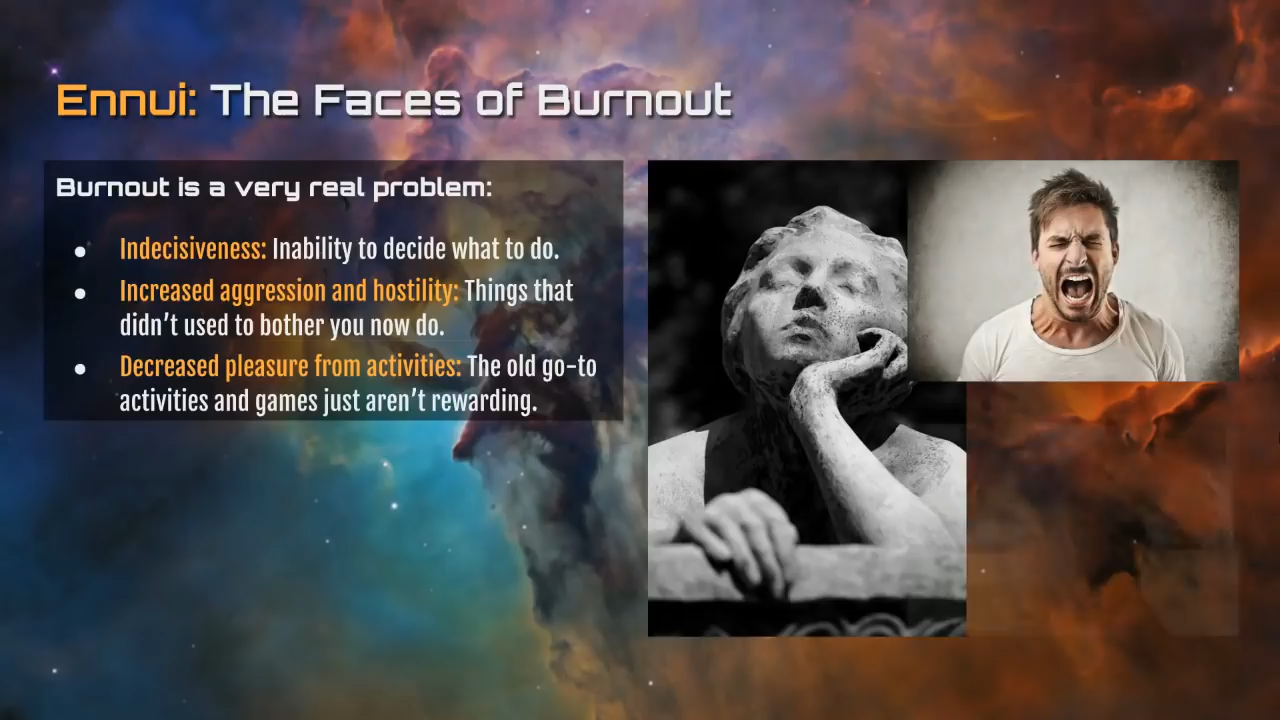 Ennui: The Faces of Burnout
Burnout is a very real problem:
● Indecisiveness: Inability to decide what to do.
● Increased aggression and hostility: Things that
didn’t used to bother you now do.
● Decreased pleasure from activities: The old go-to
activities and games just aren’t rewarding.